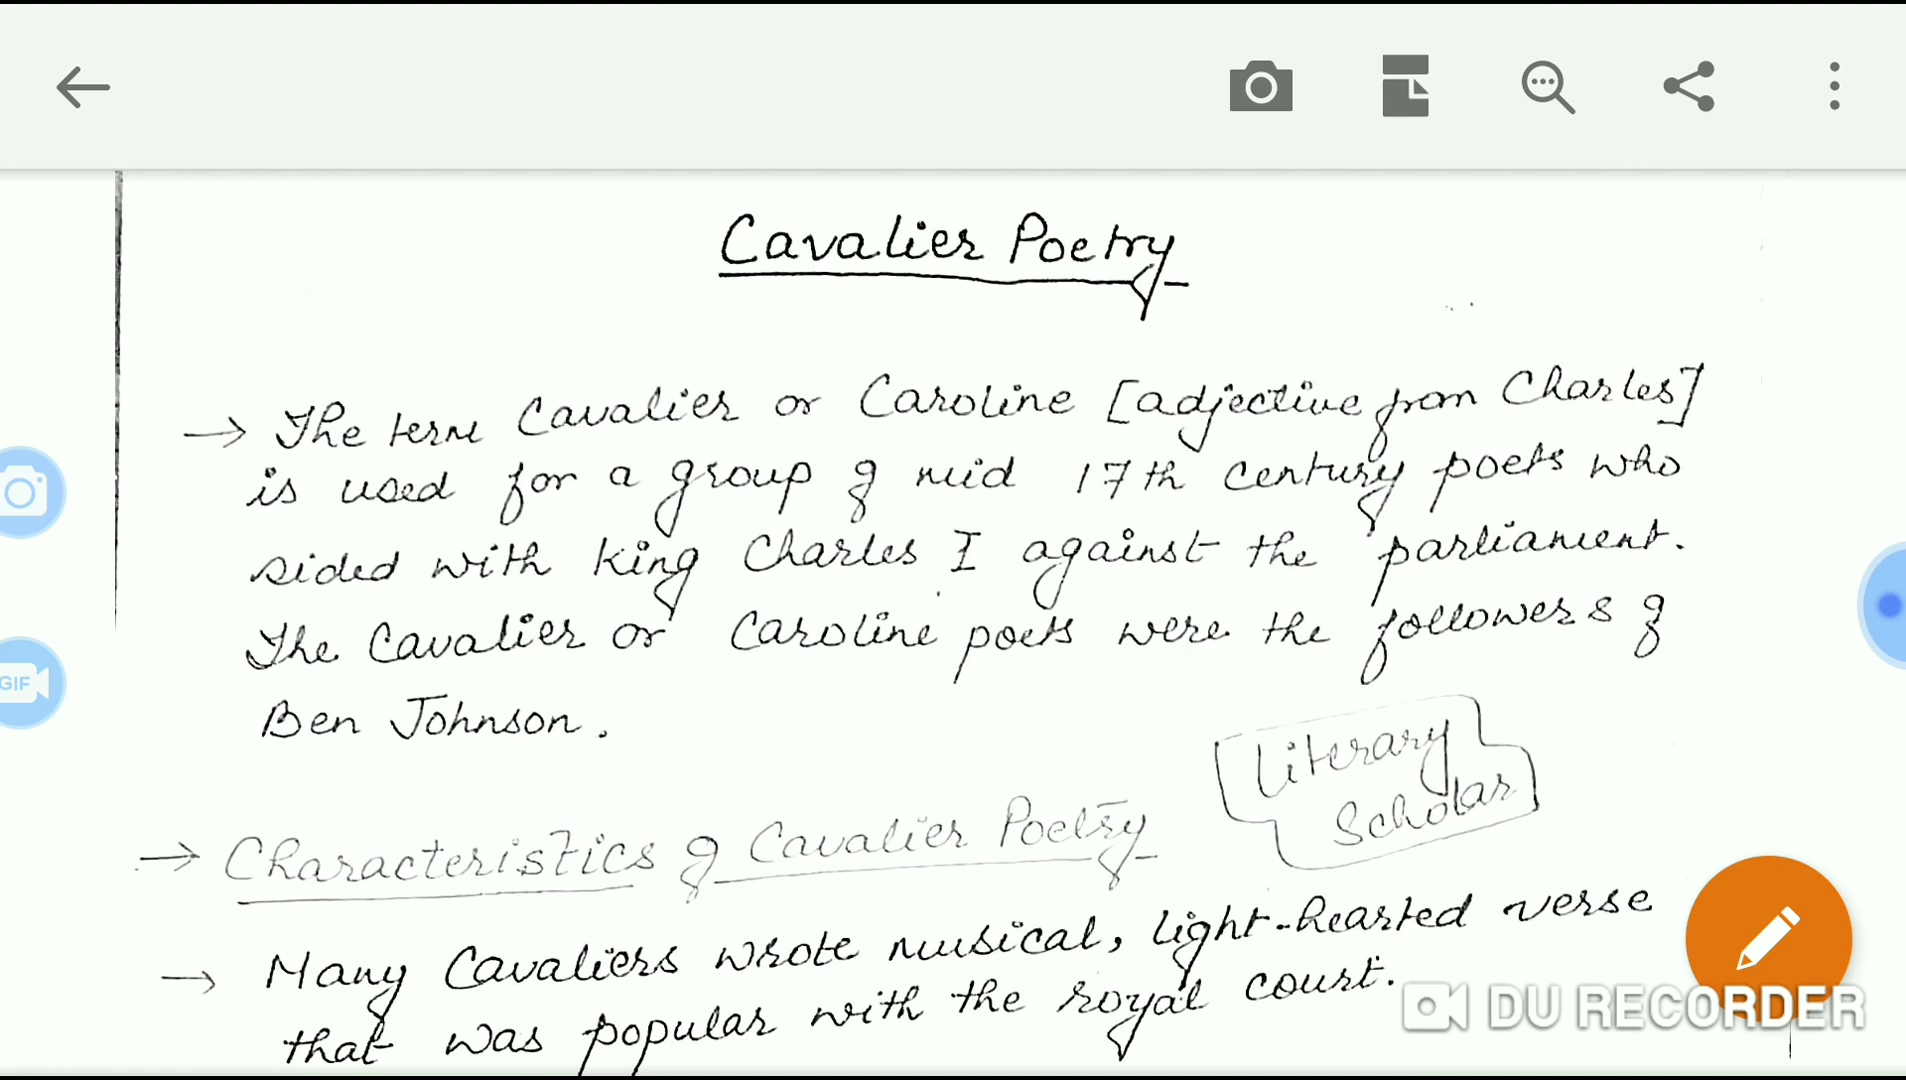 Cavalier Poetry
→ The term Cavalier or Caroline [adjective from Charles]
is used for a group of mid 17th century poets who
sided with King Charles I against the parliament.
The Cavalier or Caroline poets were the followers of
Ben Johnson.
GIF
Literary
Scholar
→ Characteristics of Cavalier Poetry
→ Many Cavaliers wrote musical, light-hearted verse
that was popular with the royal court.
DU RECORDER